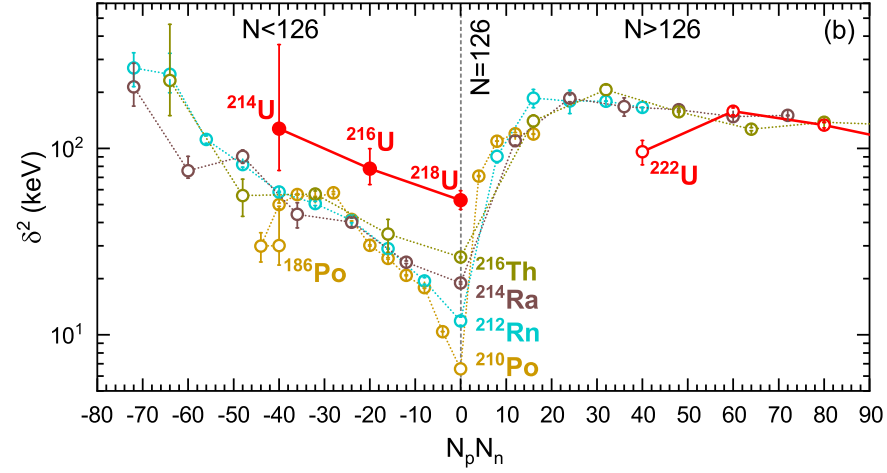 N<126
N>126
(b)
N=126
²¹⁴U
²¹⁶U
²¹⁸U
²²²U
¹⁸⁶Po
²¹⁶Th
²¹⁴Ra
²¹²Rn
²¹⁰Po
10²
10¹
δ² (keV)
-80 -70 -60 -50 -40 -30 -20 -10 0 10 20 30 40 50 60 70 80 90
NₚNₙ